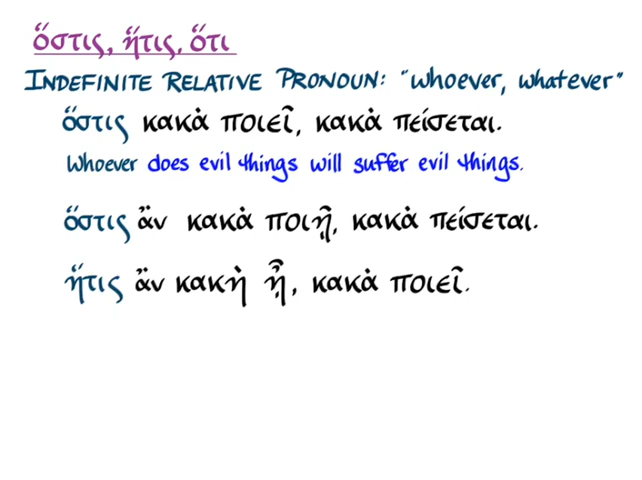 ὅστις, ἥτις, ὅτι
INDEFINITE RELATIVE PRONOUN: "whoever, whatever"
ὅστις κακὰ ποιεῖ, κακὰ πείσεται.
Whoever does evil things will suffer evil things.
ὅστις ἂν κακὰ ποιῇ, κακὰ πείσεται.
ἥτις ἂν κακὴ ᾖ, κακὰ ποιεῖ.